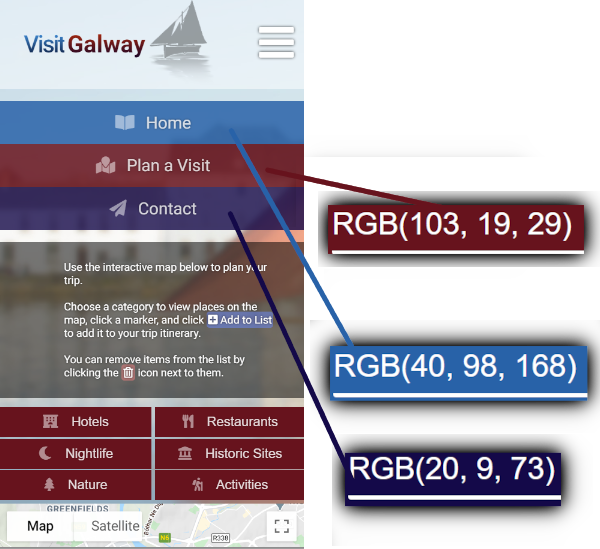 Visit Galway
Home
Plan a Visit
Contact
RGB(103, 19, 29)
Use the interactive map below to plan your
trip.
Choose a category to view places on the
map, click a marker, and click Add to List
to add it to your trip itinerary.
You can remove items from the list by
clicking the icon next to them.
RGB(40, 98, 168)
RGB(20, 9, 73)
Hotels
Restaurants
Nightlife
Historic Sites
Nature
Activities
GREENFIELDS
Map
Satellite
N6
R338